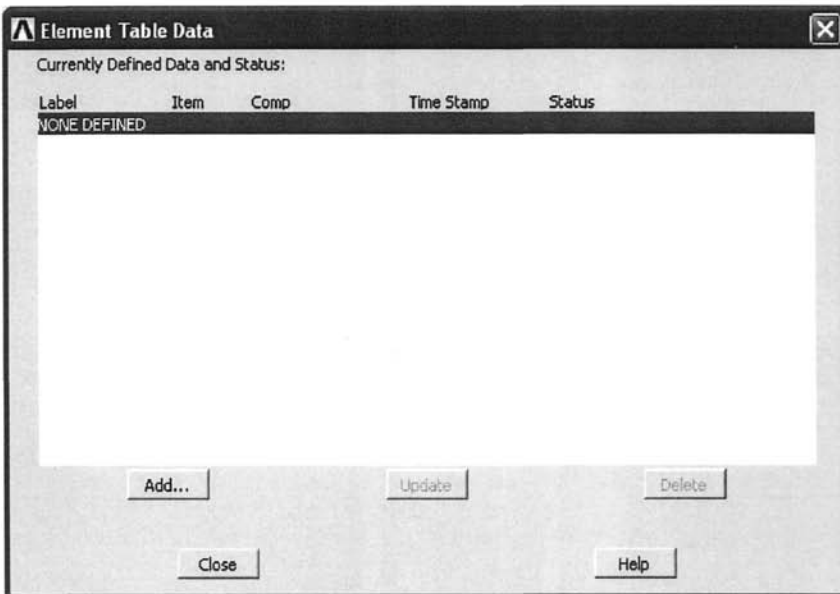 Element Table Data
Currently Defined Data and Status:
Label Item Comp Time Stamp Status
NONE DEFINED
Add... Update Delete
Close Help